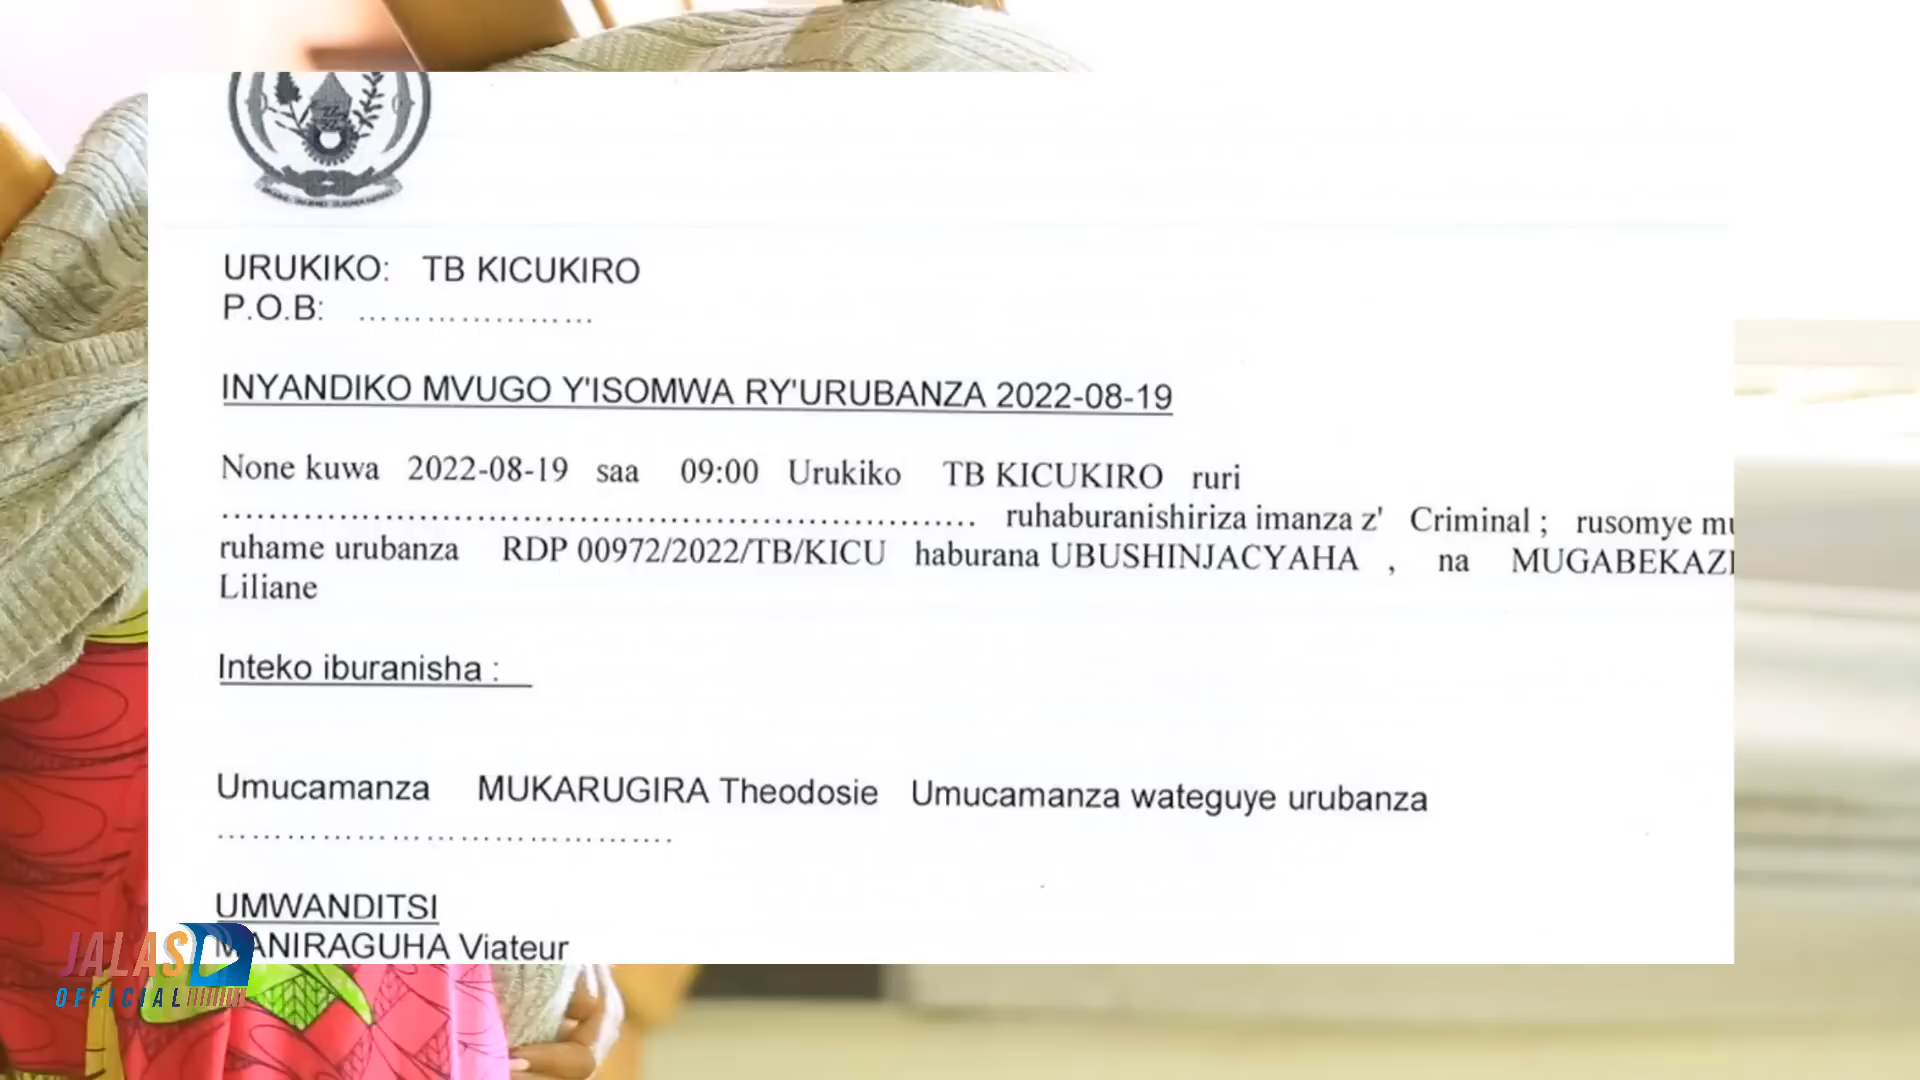 URUKIKO: TB KICUKIRO
P.O.B: .....................
INYANDIKO MVUGO Y'ISOMWA RY'URUBANZA 2022-08-19
None kuwa 2022-08-19 saa 09:00 Urukiko TB KICUKIRO ruri
................................................................ ruhaburanishiriza imanza z' Criminal ; rusomye mu
ruhame urubanza RDP 00972/2022/TB/KICU haburana UBUSHINJACYAHA , na MUGABEKAZI
Liliane
Inteko iburanisha :
Umucamanza MUKARUGIRA Theodosie Umucamanza wateguye urubanza
.......................................
UMWANDITSI
MANIRAGUHA Viateur
JALAS
OFFICIAL